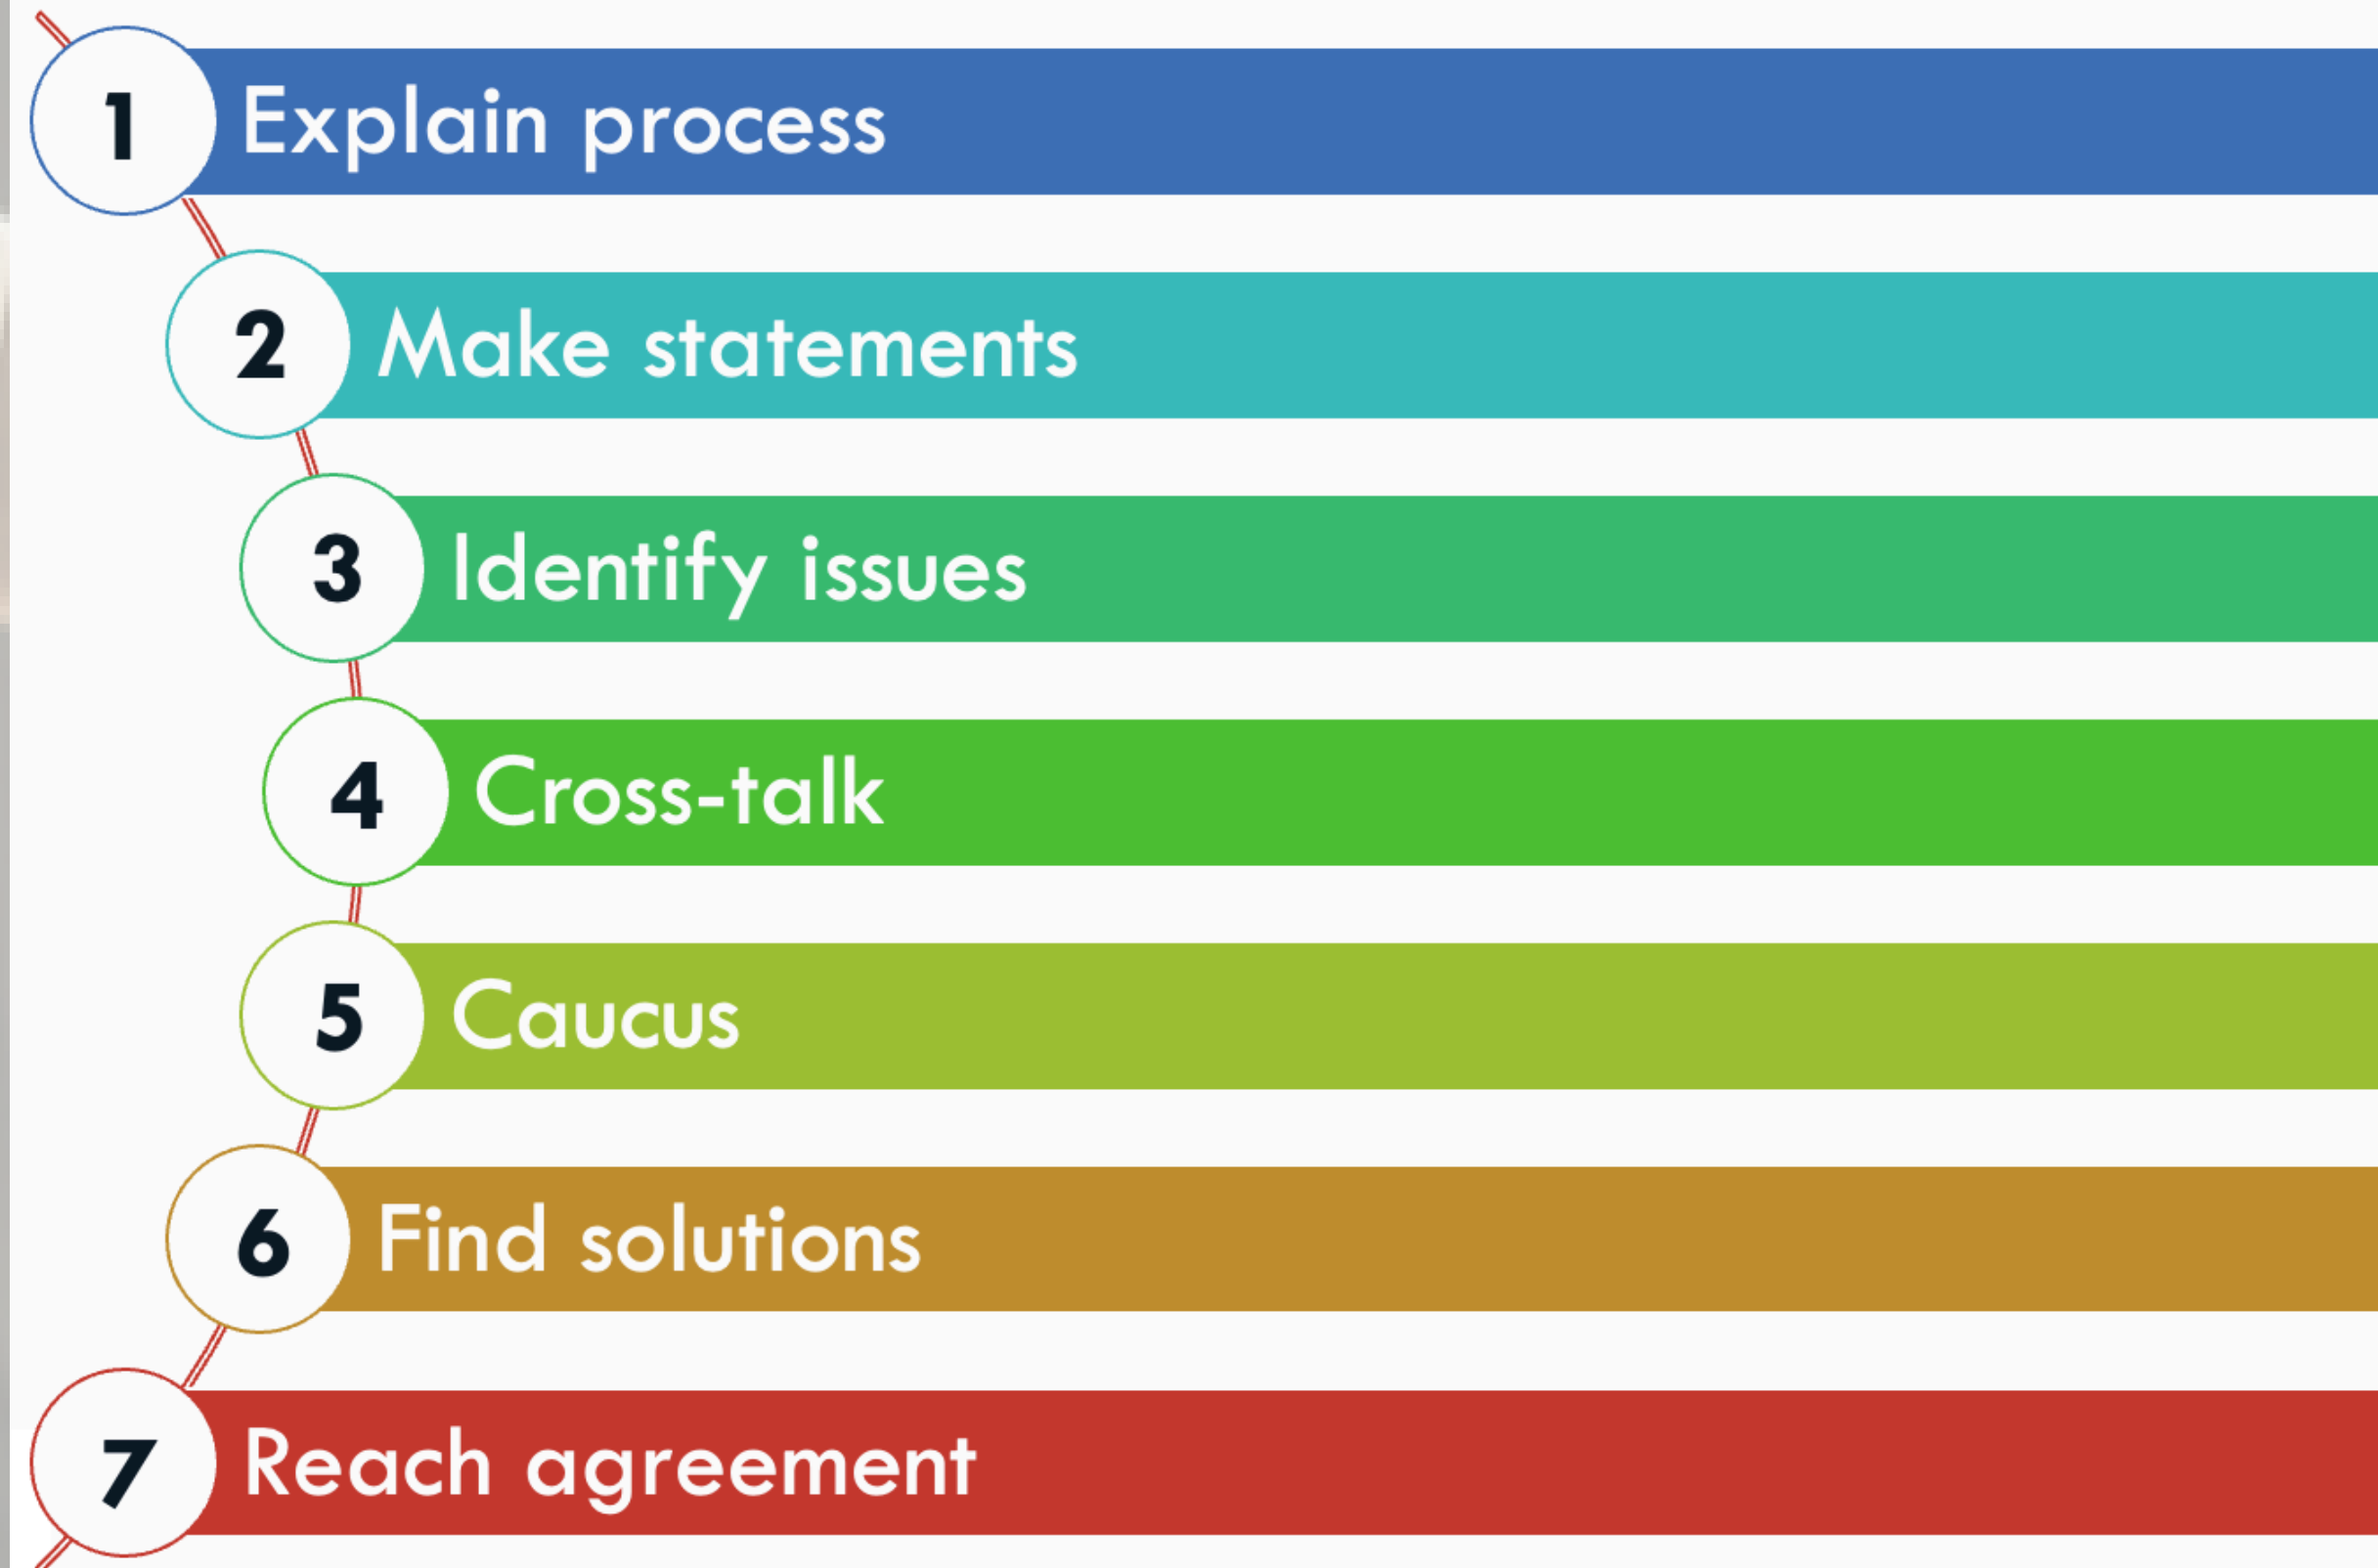 1 Explain process
2 Make statements
3 Identify issues
4 Cross-talk
5 Caucus
6 Find solutions
7 Reach agreement